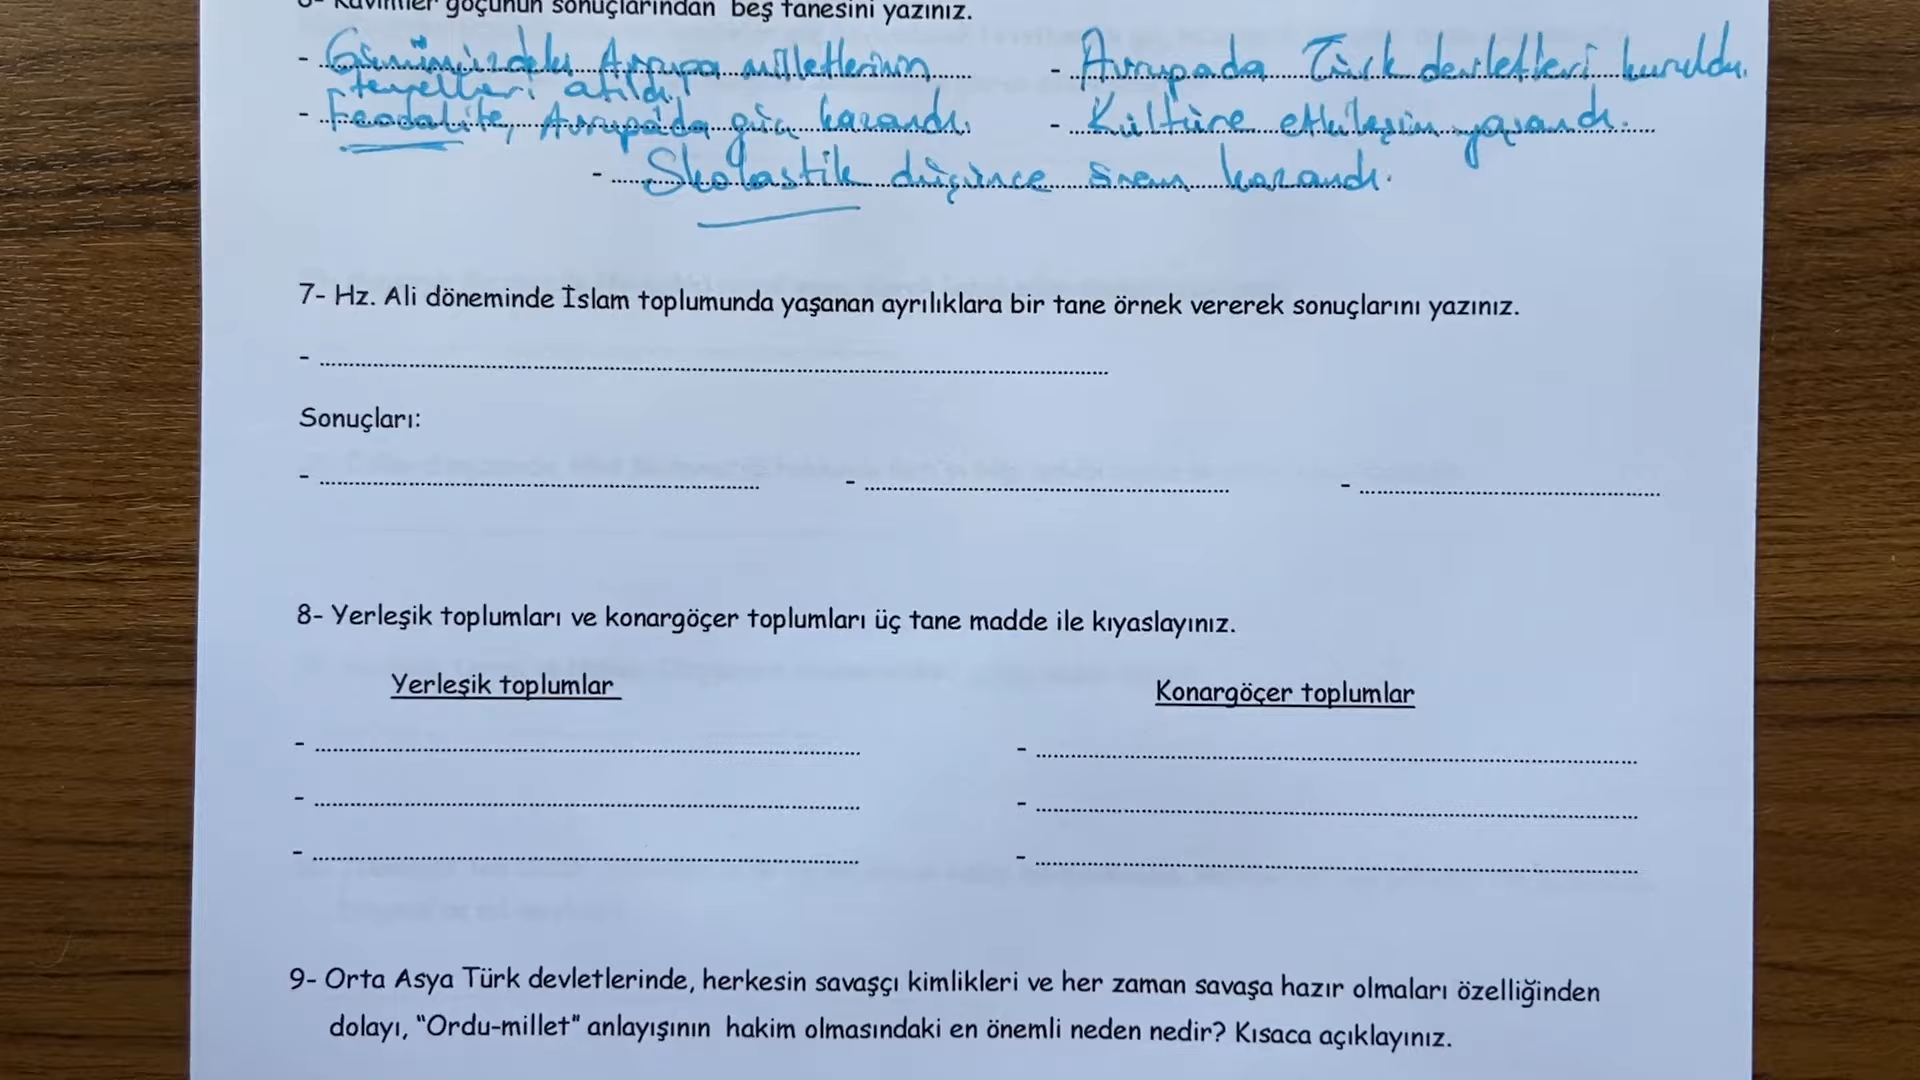 6- Kavimler göçünün sonuçlarından beş tanesini yazınız.
- Günümüzdeki Avrupa milletlerinin temelleri atıldı.
- Avrupada Türk devletleri kuruldu.
- Feodalite, Avrupada güç kazandı.
- Kültüre etkileşim yaşandı.
- Skolastik düşünce önem kazandı.
7- Hz. Ali döneminde İslam toplumunda yaşanan ayrılıklara bir tane örnek vererek sonuçlarını yazınız.
-
Sonuçları:
- - -
8- Yerleşik toplumları ve konargöçer toplumları üç tane madde ile kıyaslayınız.
Yerleşik toplumlar Konargöçer toplumlar
- -
- -
- -
9- Orta Asya Türk devletlerinde, herkesin savaşçı kimlikleri ve her zaman savaşa hazır olmaları özelliğinden
dolayı, "Ordu-millet" anlayışının hakim olmasındaki en önemli neden nedir? Kısaca açıklayınız.